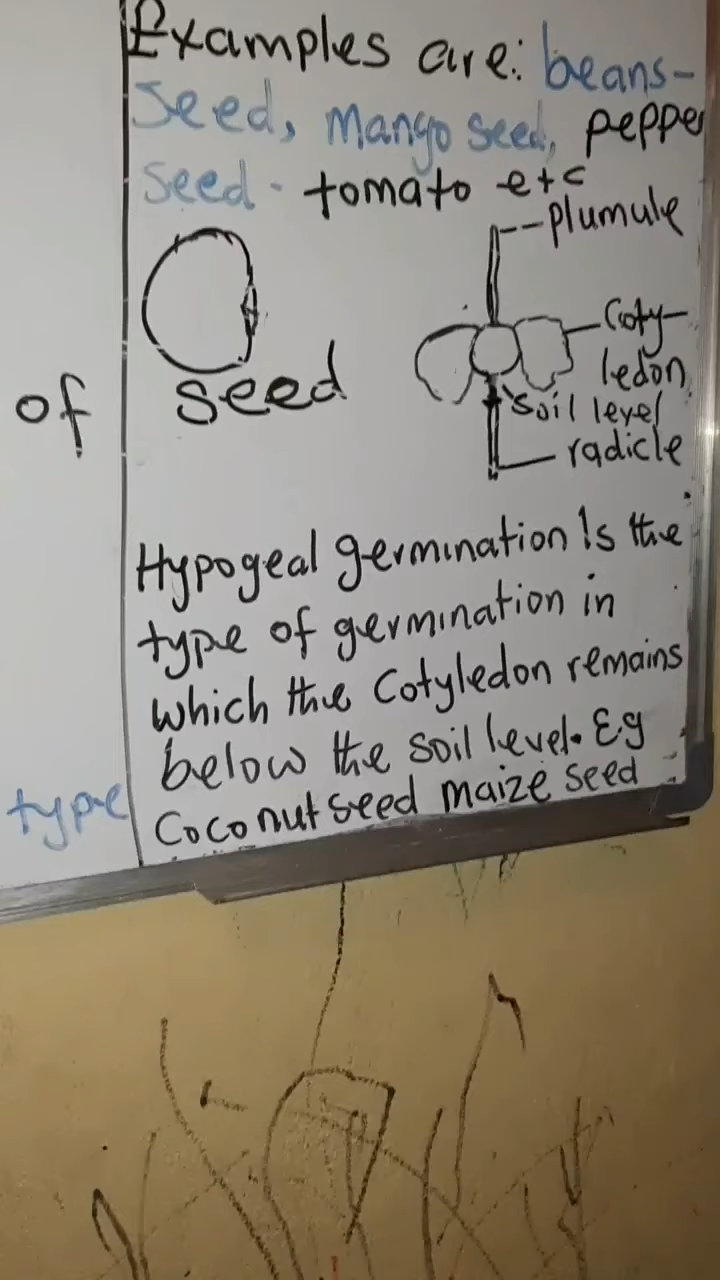 Examples are: beans-
seed, mango seed, peppe
seed - tomato etc
plumule
Coty-
ledon
soil level
radicle
of
seed
Hypogeal germination is the
type of germination in
which the Cotyledon remains
below the soil level. Eg
Coconut seed maize seed
type